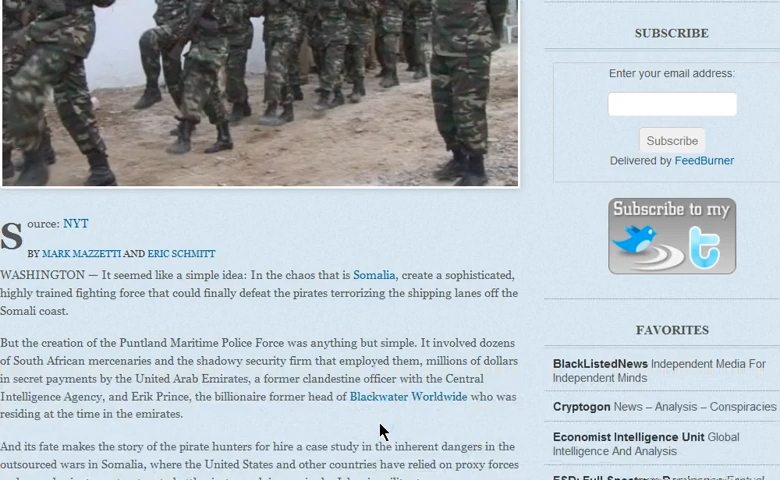 Source: NYT
BY MARK MAZZETTI AND ERIC SCHMITT
WASHINGTON — It seemed like a simple idea: In the chaos that is Somalia, create a sophisticated,
highly trained fighting force that could finally defeat the pirates terrorizing the shipping lanes off the
Somali coast.
But the creation of the Puntland Maritime Police Force was anything but simple. It involved dozens
of South African mercenaries and the shadowy security firm that employed them, millions of dollars
in secret payments by the United Arab Emirates, a former clandestine officer with the Central
Intelligence Agency, and Erik Prince, the billionaire former head of Blackwater Worldwide who was
residing at the time in the emirates.
And its fate makes the story of the pirate hunters for hire a case study in the inherent dangers in the
outsourced wars in Somalia, where the United States and other countries have relied on proxy forces
SUBSCRIBE
Enter your email address:
Subscribe
Delivered by FeedBurner
Subscribe to my
t
FAVORITES
BlackListedNews Independent Media For
Independent Minds
Cryptogon News – Analysis – Conspiracies
Economist Intelligence Unit Global
Intelligence And Analysis